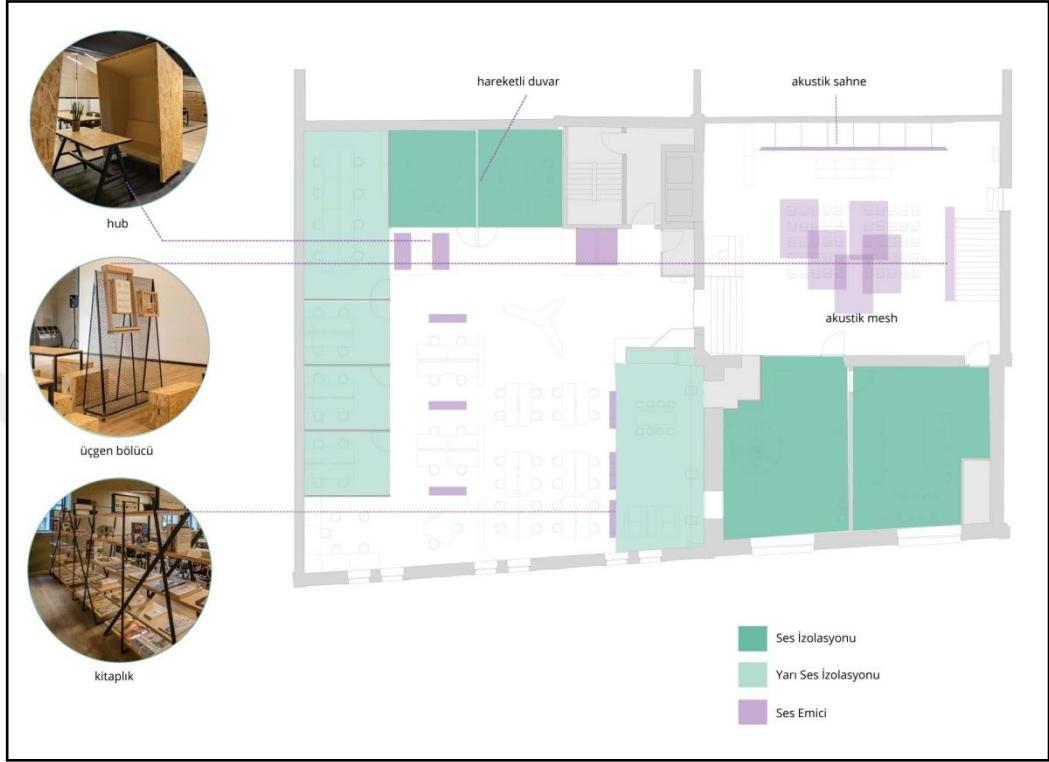 hareketli duvar
akustik sahne
hub
akustik mesh
üçgen bölücü
kitaplık
Ses İzolasyonu
Yarı Ses İzolasyonu
Ses Emici